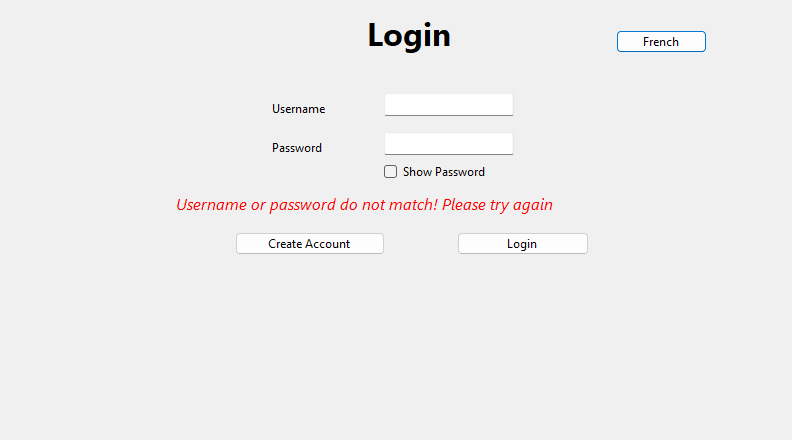 Login
French
Username
Password
Show Password
Username or password do not match! Please try again
Create Account
Login